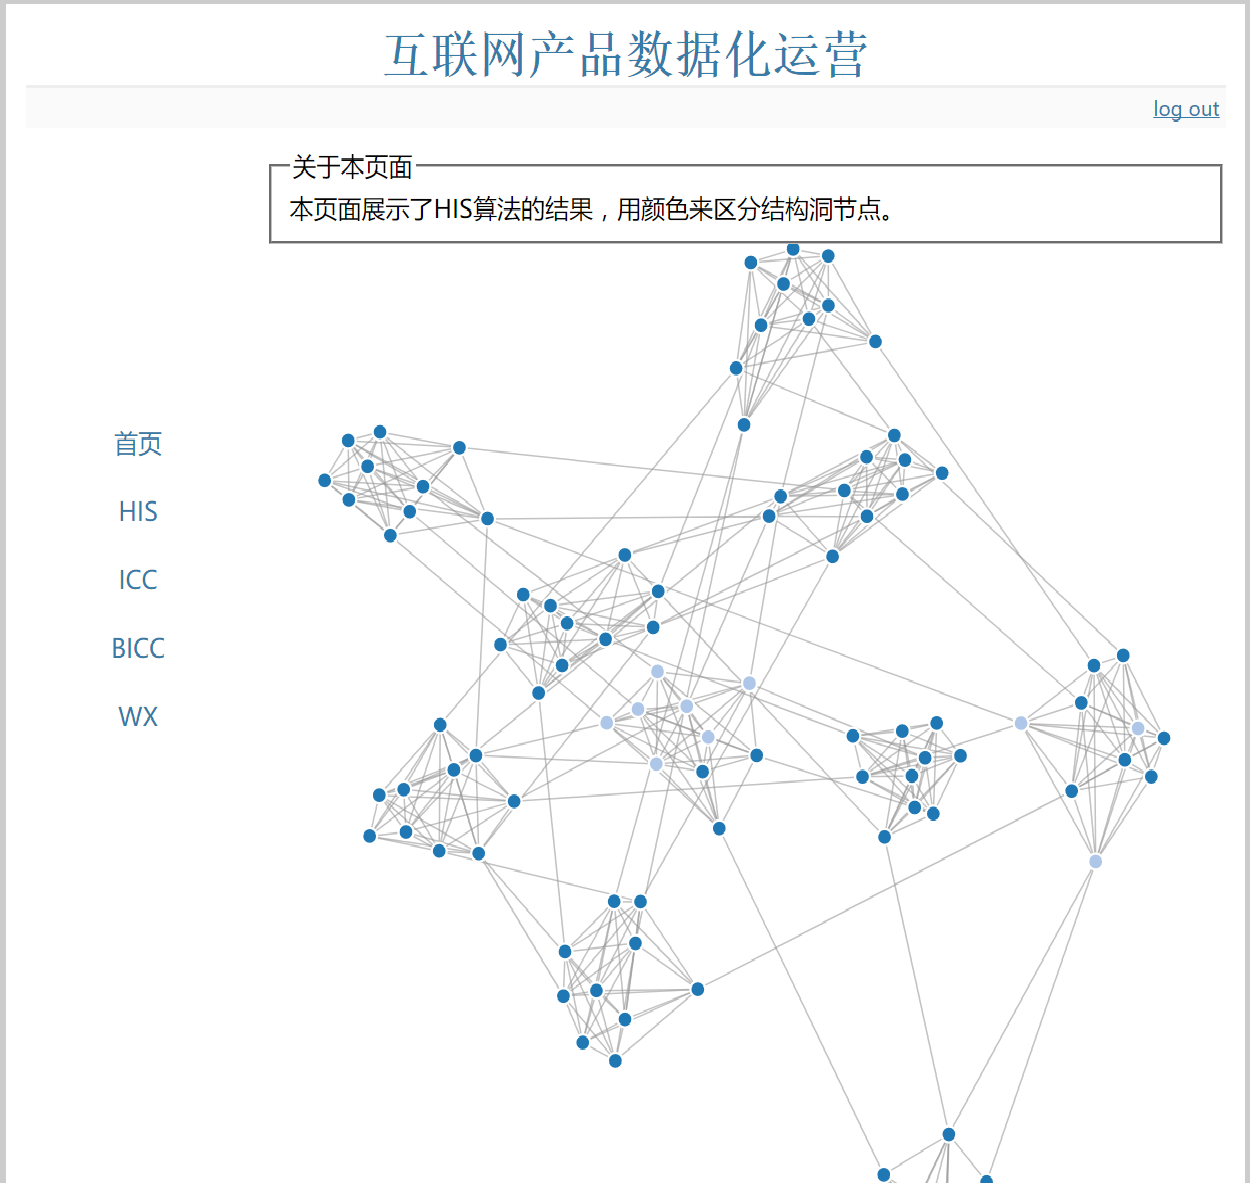 互联网产品数据化运营
log out
关于本页面
本页面展示了HIS算法的结果，用颜色来区分结构洞节点。
首页
HIS
ICC
BICC
WX